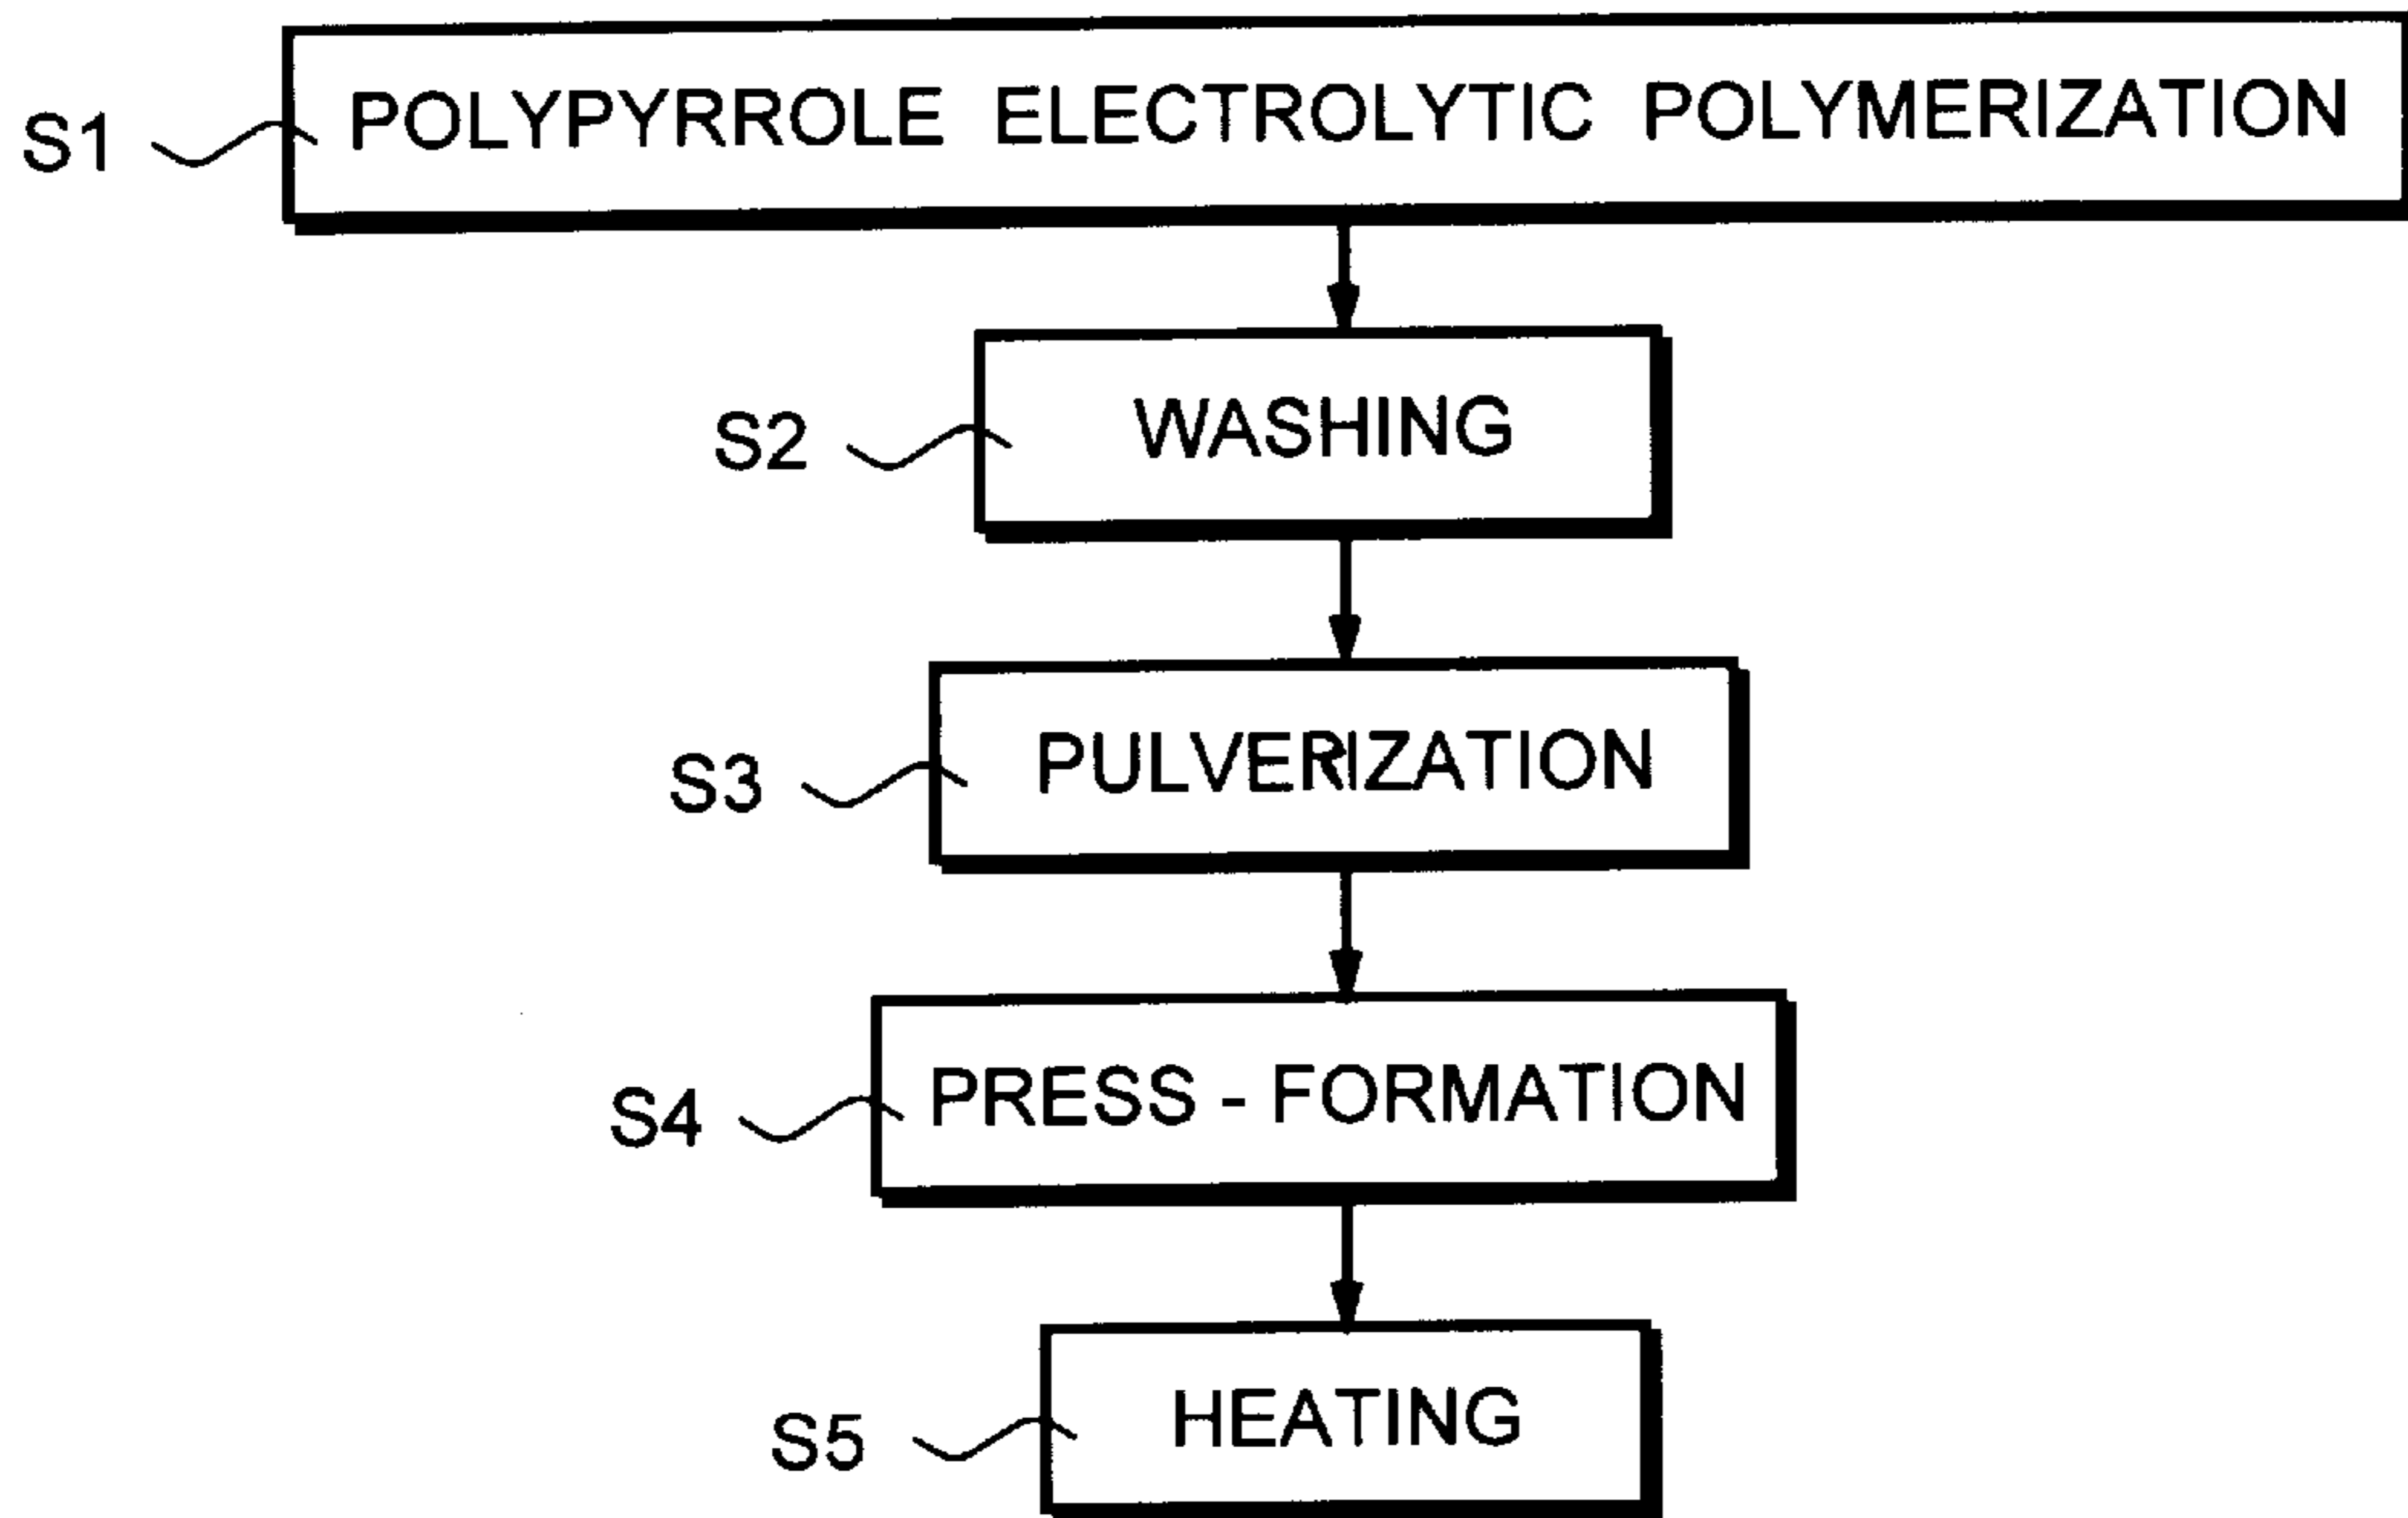 S1 POLYPYRROLE ELECTROLYTIC POLYMERIZATION
S2 WASHING
S3 PULVERIZATION
S4 PRESS - FORMATION
S5 HEATING